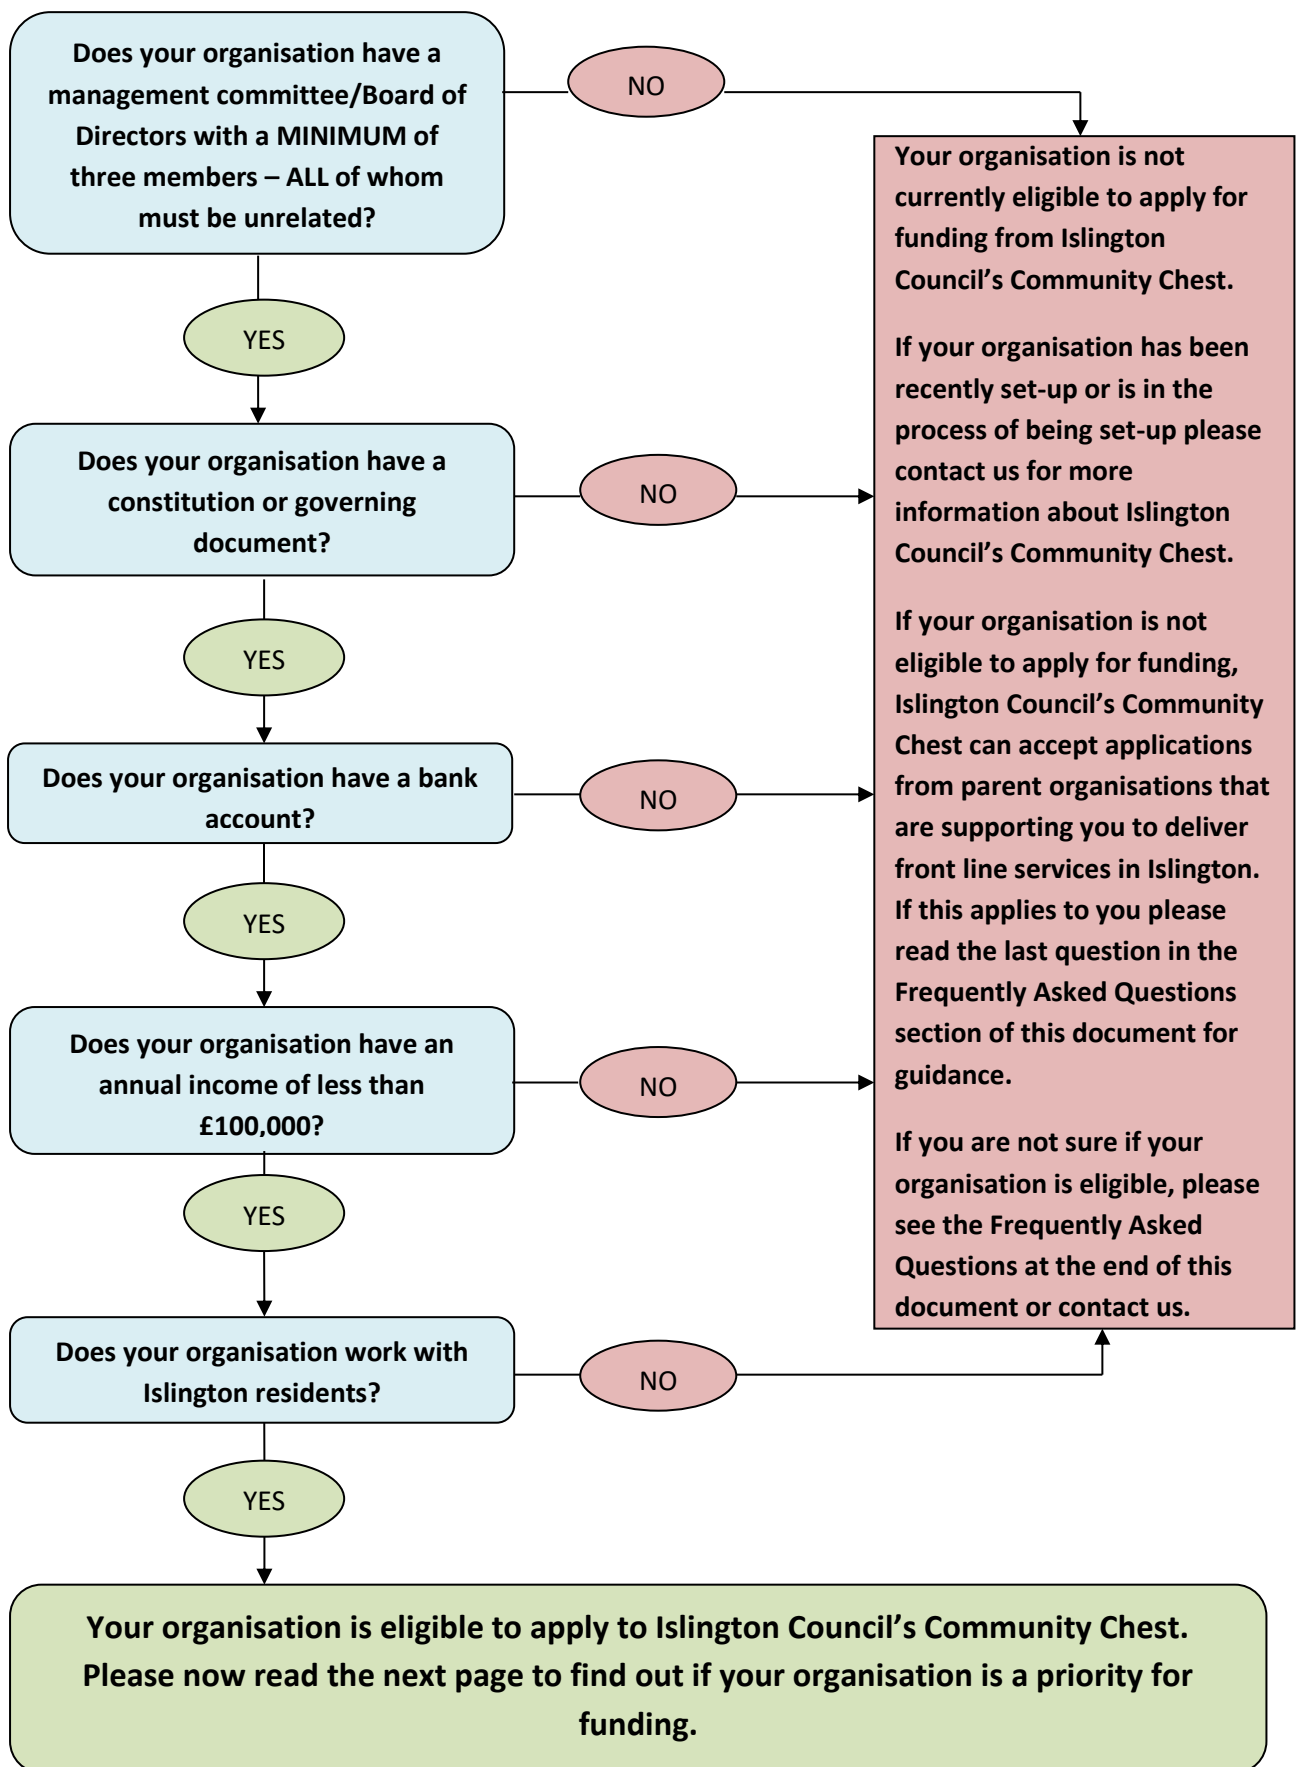 Does your organisation have a
management committee/Board of
Directors with a MINIMUM of
three members – ALL of whom
must be unrelated?
NO
YES
Does your organisation have a
constitution or governing
document?
NO
YES
Does your organisation have a bank
account?
NO
YES
Does your organisation have an
annual income of less than
£100,000?
NO
YES
Does your organisation work with
Islington residents?
NO
YES
Your organisation is not
currently eligible to apply for
funding from Islington
Council’s Community Chest.
If your organisation has been
recently set-up or is in the
process of being set-up please
contact us for more
information about Islington
Council’s Community Chest.
If your organisation is not
eligible to apply for funding,
Islington Council’s Community
Chest can accept applications
from parent organisations that
are supporting you to deliver
front line services in Islington.
If this applies to you please
read the last question in the
Frequently Asked Questions
section of this document for
guidance.
If you are not sure if your
organisation is eligible, please
see the Frequently Asked
Questions at the end of this
document or contact us.
Your organisation is eligible to apply to Islington Council’s Community Chest.
Please now read the next page to find out if your organisation is a priority for
funding.